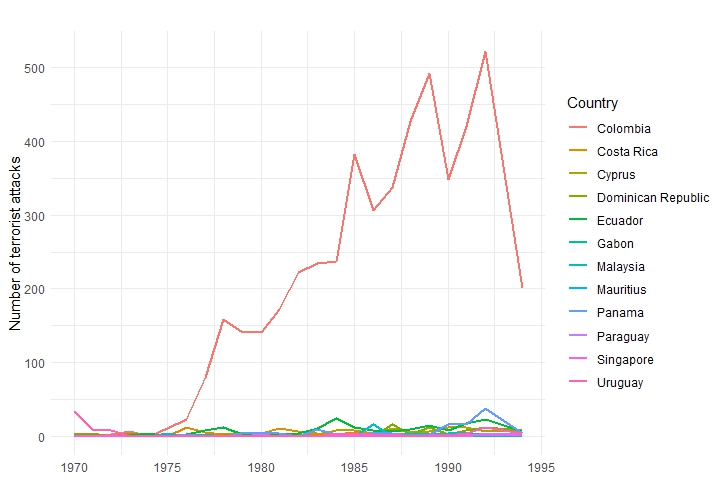 Number of terrorist attacks
500
400
300
200
100
0
1970
1975
1980
1985
1990
1995
Country
Colombia
Costa Rica
Cyprus
Dominican Republic
Ecuador
Gabon
Malaysia
Mauritius
Panama
Paraguay
Singapore
Uruguay